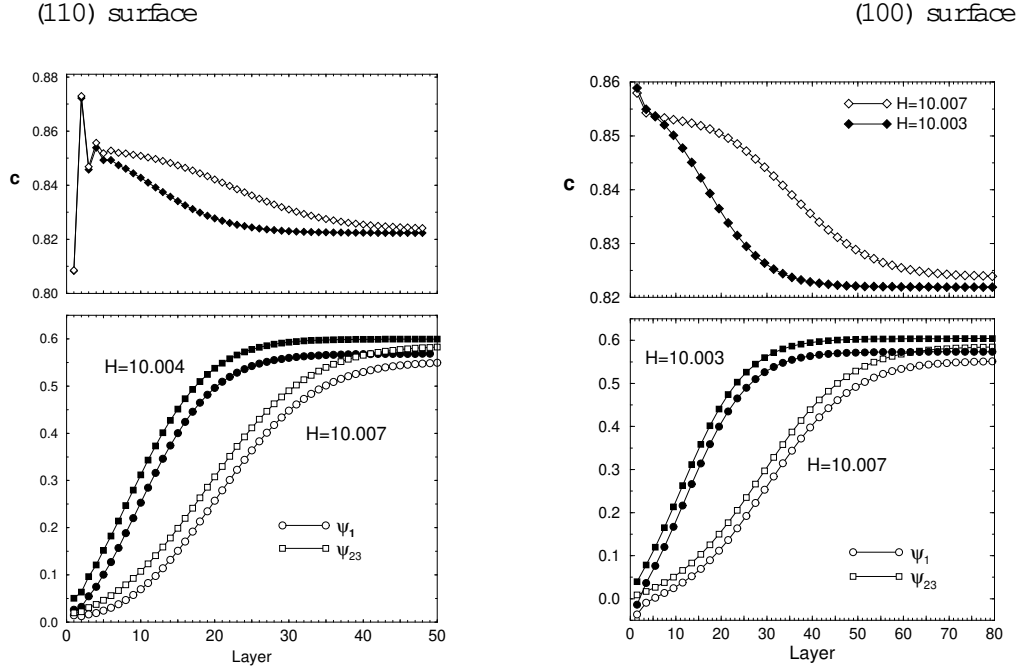 (110) surface
(100) surface
0.88
0.86
0.84
0.82
0.80
c
0.86
0.85
0.84
0.83
0.82
c
H=10.007
H=10.003
0.6
0.5
0.4
0.3
0.2
0.1
0.0
H=10.004
H=10.007
ψ1
ψ23
0 10 20 30 40 50
Layer
0.6
0.5
0.4
0.3
0.2
0.1
0.0
H=10.003
H=10.007
ψ1
ψ23
0 10 20 30 40 50 60 70 80
Layer